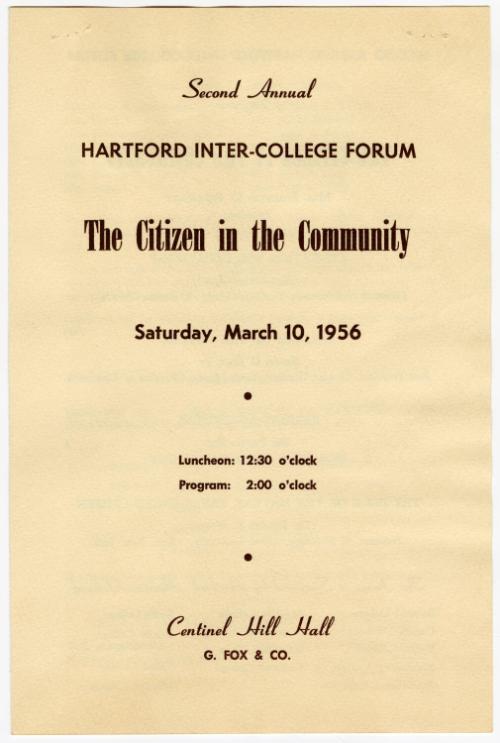 Second Annual
HARTFORD INTER-COLLEGE FORUM
The Citizen in the Community
Saturday, March 10, 1956
Luncheon: 12:30 o'clock
Program: 2:00 o'clock
Centinel Hill Hall
G. FOX & CO.